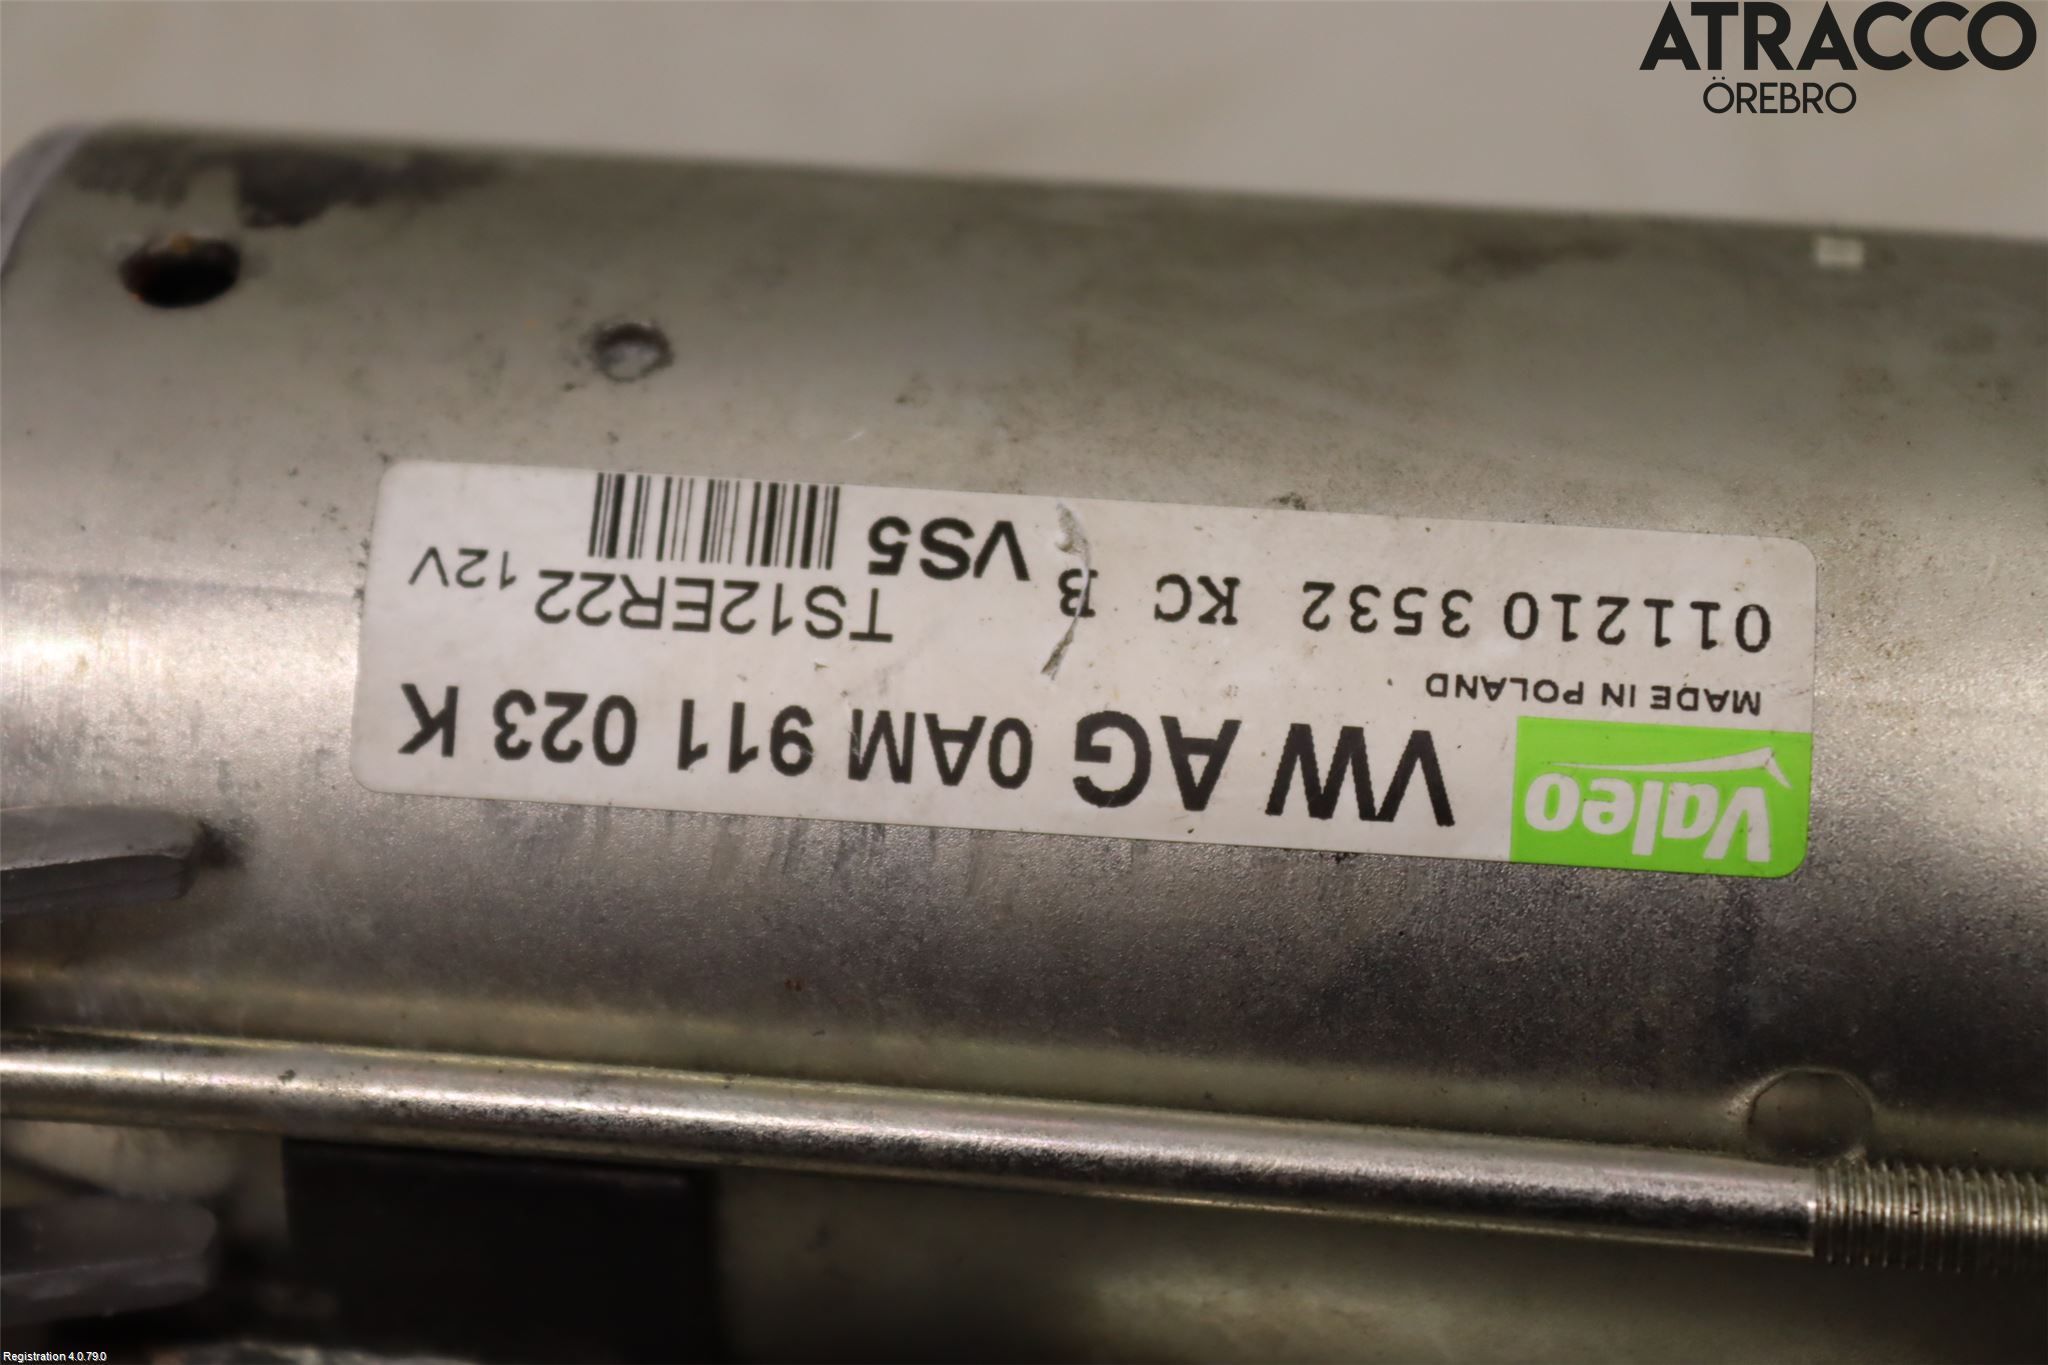 ATRACCO
ÖREBRO
Valeo
VW AG 0AM 911 023 K
MADE IN POLAND
TS12ER22 12V
011210 3532 KC B VS5
Registration 4.0.79.0